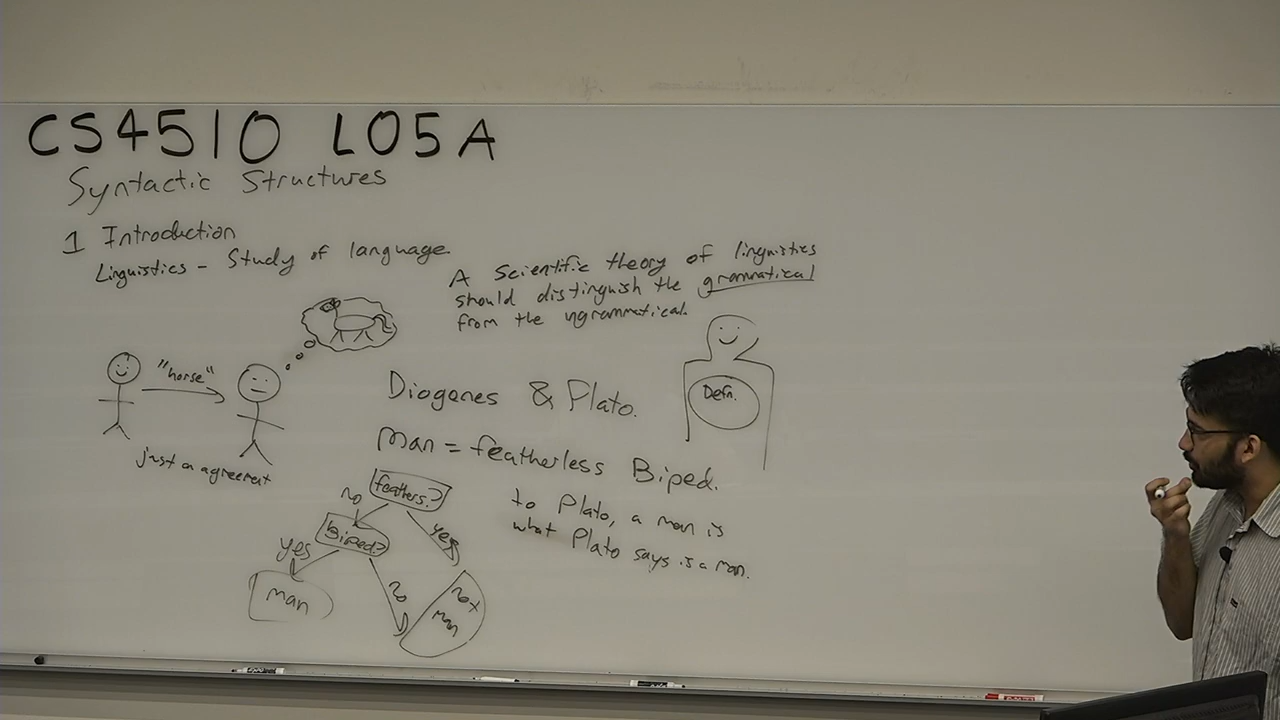 CS4510 L05A
Syntactic Structures
1 Introduction
Linguistics - Study of language
A scientific theory of linguistics
should distinguish the grammatical
from the ungrammatical.
"horse"
just an agreement
Diogenes & Plato.
Defn.
man = featherless Biped.
to Plato, a man is
what Plato says is a man.
feathers?
no
yes
biped?
yes
no
man
not
man